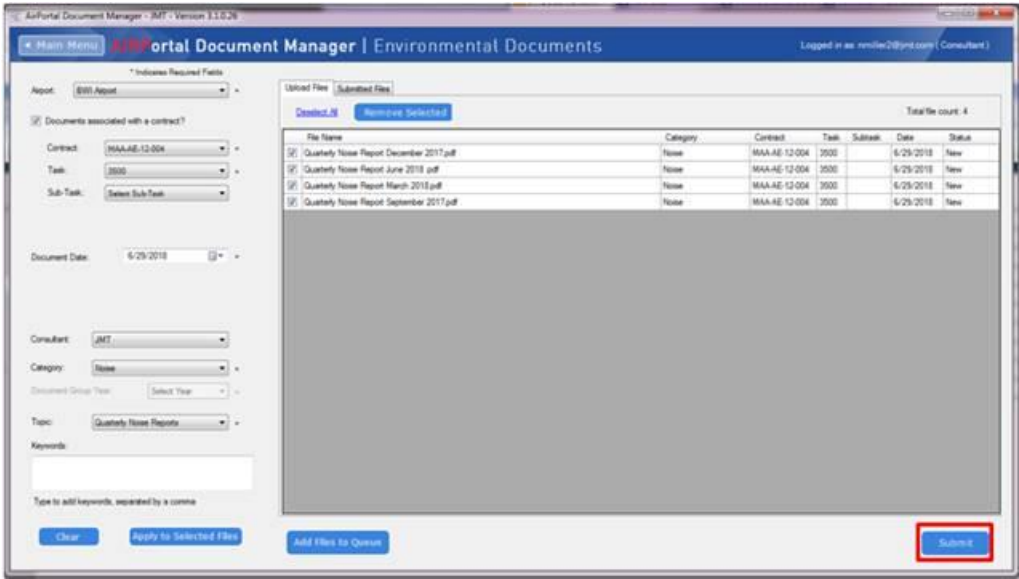 AirPortal Document Manager - JMT - Version 3.1.0.26
Main Menu AIRPortal Document Manager | Environmental Documents Logged in as: nmiller2@jmt.com ( Consultant )
* Indicates Required Fields
Airport: BWI Airport *
Documents associated with a contract?
Contract: MAA-AE-12-004 *
Task: 3500 *
Sub-Task: Select Sub-Task
Document Date: 6/29/2018 *
Consultant: JMT
Category: Noise *
Document Group Year: Select Year *
Topic: Quarterly Noise Reports *
Keywords:
Type to add keywords, separated by a comma
Clear Apply to Selected Files
Upload Files Submitted Files
Deselect All Remove Selected Total file count: 4
File Name Category Contract Task Subtask Date Status
Quarterly Noise Report December 2017.pdf Noise MAA-AE-12-004 3500 6/29/2018 New
Quarterly Noise Report June 2018 .pdf Noise MAA-AE-12-004 3500 6/29/2018 New
Quarterly Noise Report March 2018.pdf Noise MAA-AE-12-004 3500 6/29/2018 New
Quarterly Noise Report September 2017.pdf Noise MAA-AE-12-004 3500 6/29/2018 New
Add Files to Queue Submit